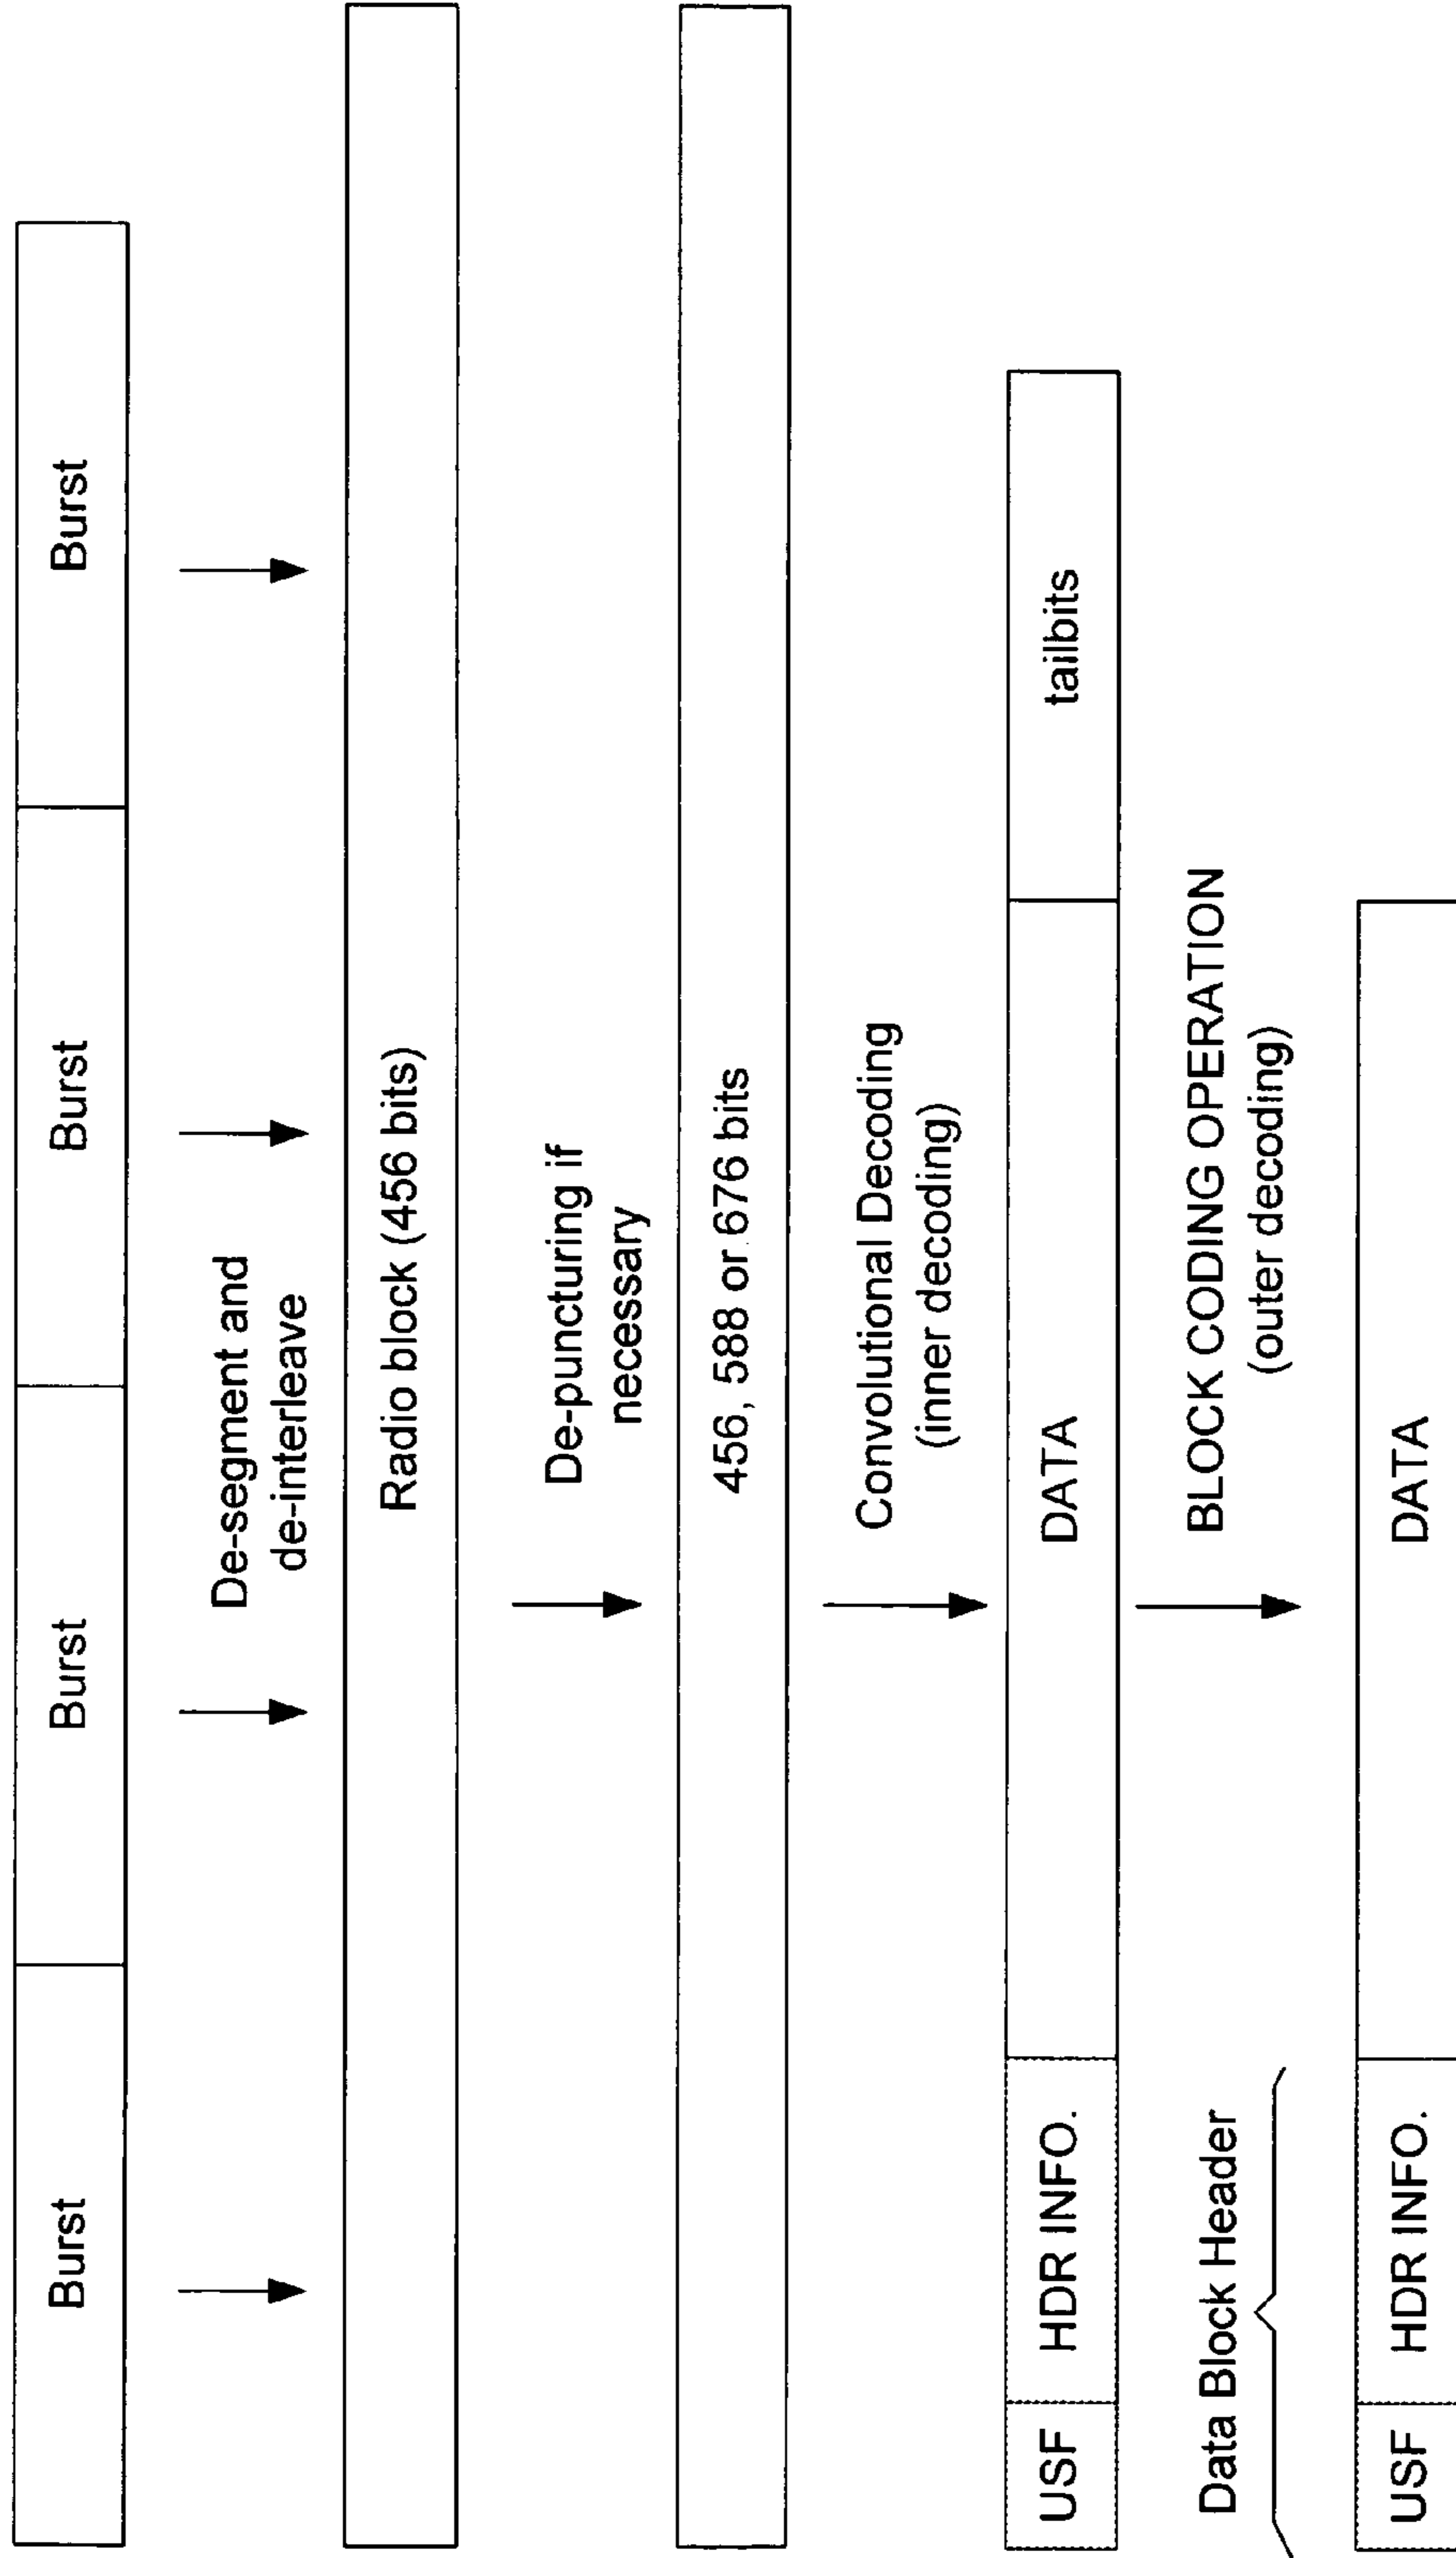 Burst
Burst
Burst
Burst
De-segment and
de-interleave
Radio block (456 bits)
De-puncturing if
necessary
456, 588 or 676 bits
Convolutional Decoding
(inner decoding)
USF
HDR INFO.
DATA
tailbits
Data Block Header
BLOCK CODING OPERATION
(outer decoding)
USF
HDR INFO.
DATA